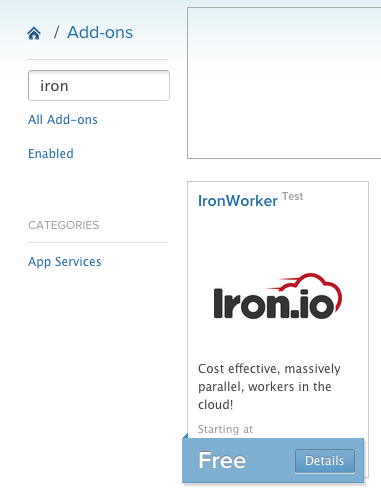 / Add-ons
iron
All Add-ons
Enabled
CATEGORIES
App Services
IronWorker Test
Iron.io
Cost effective, massively
parallel, workers in the
cloud!
Starting at
Free
Details